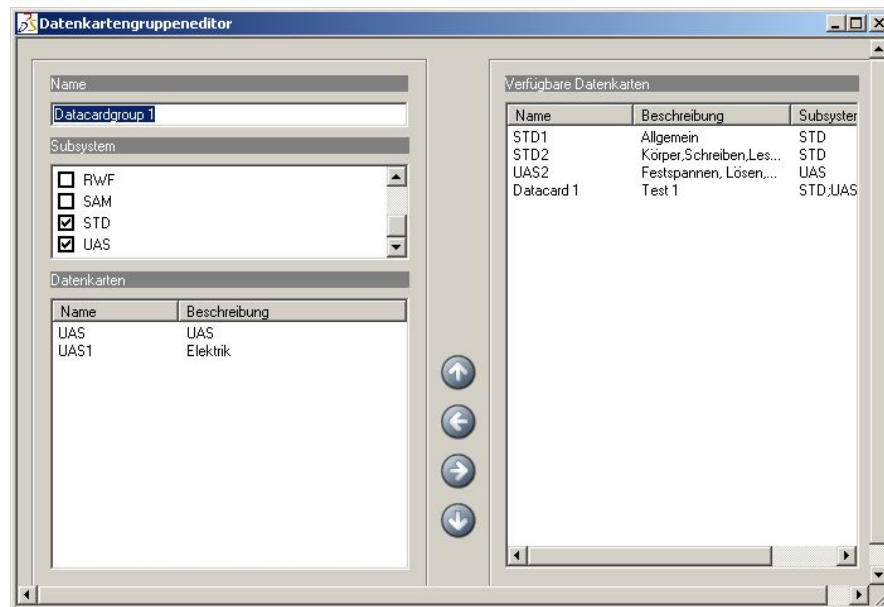 Datenkartengruppeneditor
Name
Datacardgroup 1
Subsystem
RWF
SAM
STD
UAS
Datenkarten
Name Beschreibung
UAS UAS
UAS1 Elektrik
Verfügbare Datenkarten
Name Beschreibung Subsyster
STD1 Allgemein STD
STD2 Körper,Schreiben,Les... STD
UAS2 Festspannen, Lösen,... UAS
Datacard 1 Test 1 STD;UAS